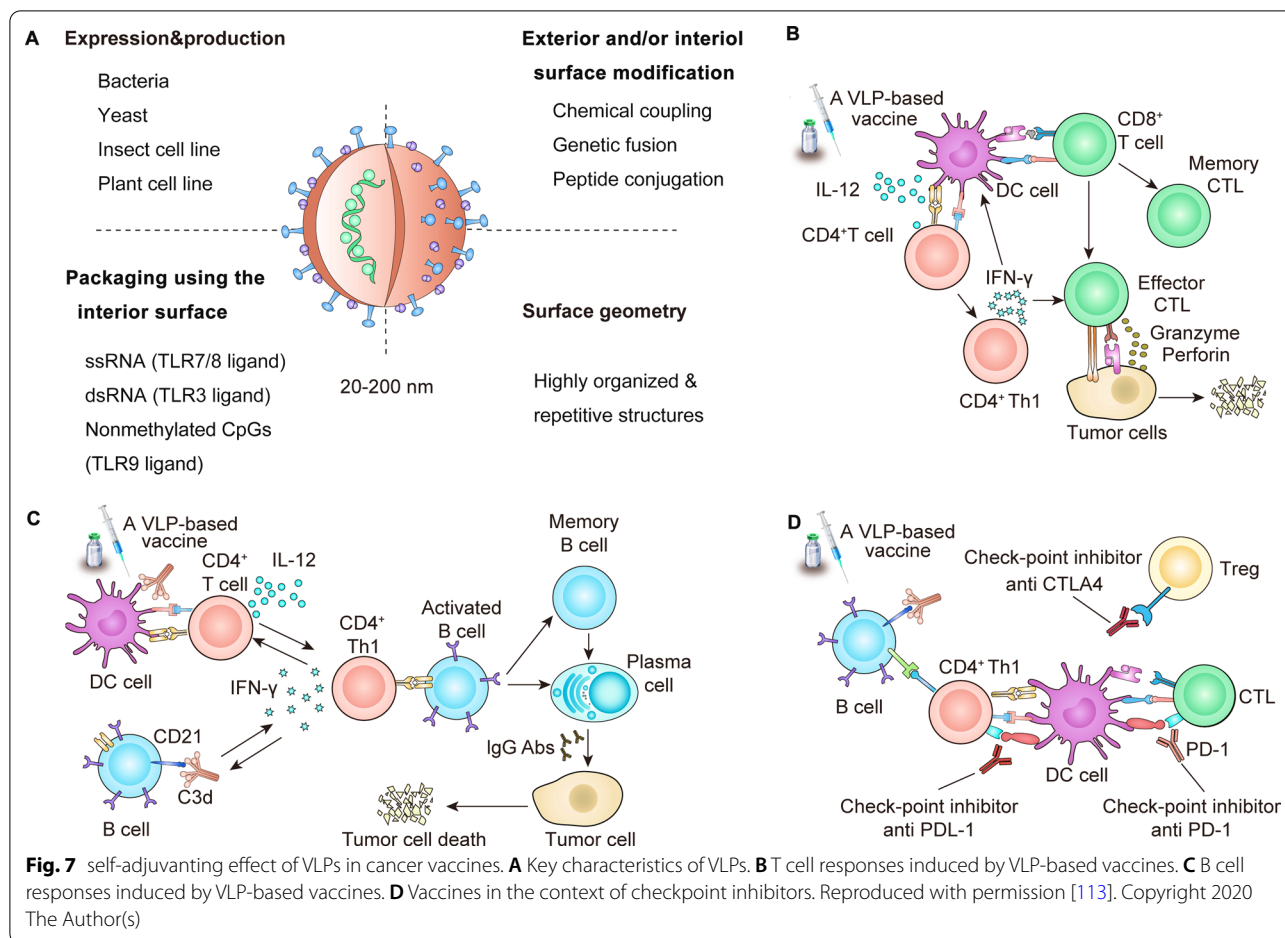 A
Expression&production
Bacteria
Yeast
Insect cell line
Plant cell line
Exterior and/or interiol
surface modification
Chemical coupling
Genetic fusion
Peptide conjugation
Packaging using the
interior surface
ssRNA (TLR7/8 ligand)
dsRNA (TLR3 ligand)
Nonmethylated CpGs
(TLR9 ligand)
20-200 nm
Surface geometry
Highly organized &
repetitive structures
B
A VLP-based
vaccine
CD8⁺
T cell
DC cell
Memory
CTL
IL-12
CD4⁺T cell
IFN-γ
Effector
CTL
Granzyme
Perforin
CD4⁺ Th1
Tumor cells
C
A VLP-based
vaccine
CD4⁺
T cell
IL-12
DC cell
IFN-γ
CD4⁺
Th1
Activated
B cell
Memory
B cell
Plasma
cell
CD21
C3d
B cell
IgG Abs
Tumor cell death
Tumor cell
D
A VLP-based
vaccine
Check-point inhibitor
anti CTLA4
Treg
B cell
CD4⁺ Th1
CTL
DC cell
PD-1
Check-point inhibitor
anti PDL-1
Check-point inhibitor
anti PD-1
Fig. 7 self-adjuvanting effect of VLPs in cancer vaccines. A Key characteristics of VLPs. B T cell responses induced by VLP-based vaccines. C B cell
responses induced by VLP-based vaccines. D Vaccines in the context of checkpoint inhibitors. Reproduced with permission [113]. Copyright 2020
The Author(s)